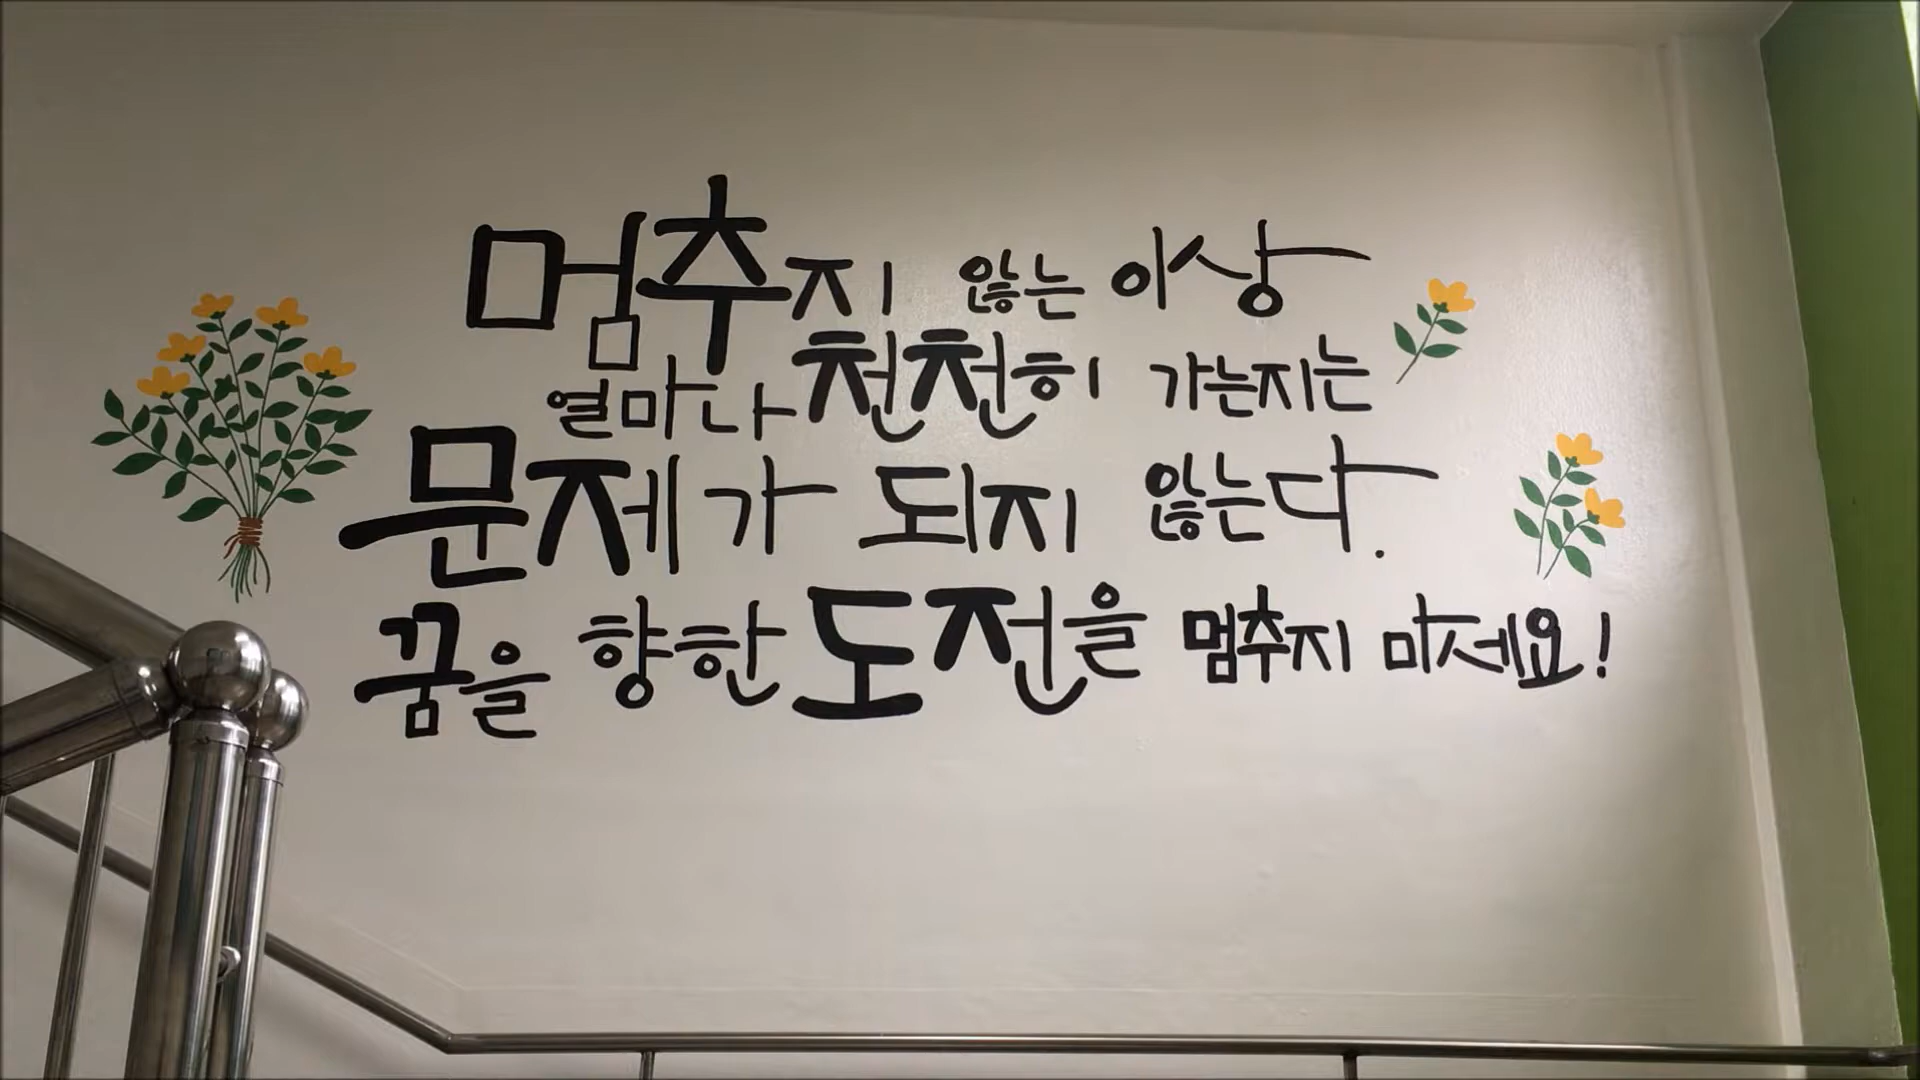 멈추지 않는 이상
얼마나 천천히 가는지는
문제가 되지 않는다.
꿈을 향한 도전을 멈추지 마세요!